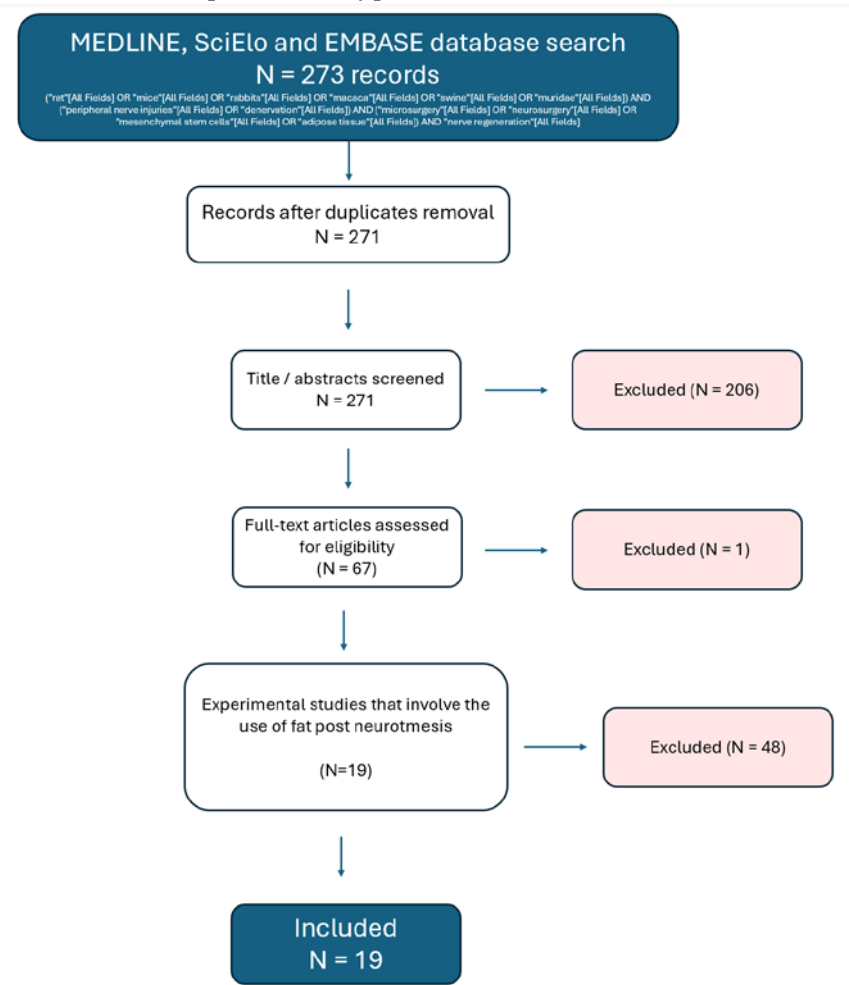 MEDLINE, SciElo and EMBASE database search
N = 273 records
("rat"[All Fields] OR "mice"[All Fields] OR "rabbits"[All Fields] OR "macaca"[All Fields] OR "swine"[All Fields] OR "muridae"[All Fields]) AND
("peripheral nerve injuries"[All Fields] OR "denervation"[All Fields]) AND ("microsurgery"[All Fields] OR "neurosurgery"[All Fields] OR
"mesenchymal stem cells"[All Fields] OR "adipose tissue"[All Fields]) AND "nerve regeneration"[All Fields]
Records after duplicates removal
N = 271
Title / abstracts screened
N = 271
Excluded (N = 206)
Full-text articles assessed
for eligibility
(N = 67)
Excluded (N = 1)
Experimental studies that involve the
use of fat post neurotmesis
(N=19)
Excluded (N = 48)
Included
N = 19